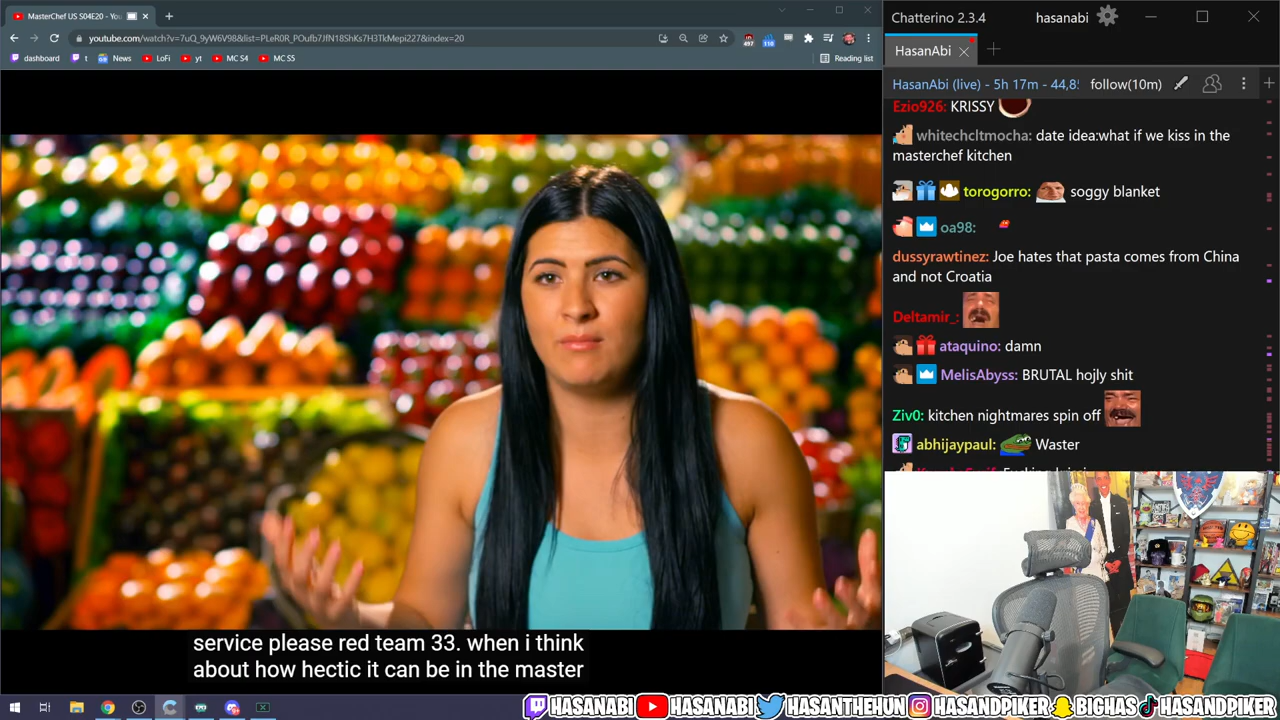 MasterChef US S04E20 - You
youtube.com/watch?v=7uQ_9yW6V98&list=PLeR0R_POufb7JfN18ShKs7H3TkMepi227&index=20
497
116
dashboard
t
News
LoFi
yt
MC S4
MC S5
Reading list
Chatterino 2.3.4
hasanabi
HasanAbi
HasanAbi (live) - 5h 17m - 44,8
follow(10m)
Ezio926: KRISSY
whitechcltmocha: date idea:what if we kiss in the
masterchef kitchen
torogorro: soggy blanket
oa98:
dussyrawtinez: Joe hates that pasta comes from China
and not Croatia
Deltamir_:
ataquino: damn
MelisAbyss: BRUTAL hojly shit
Ziv0: kitchen nightmares spin off
abhijaypaul: Waster
service please red team 33. when i think
about how hectic it can be in the master
HASANABI HASANABI HASANTHEHUN HASANDPIKER BIGHAS HASANDPIKER